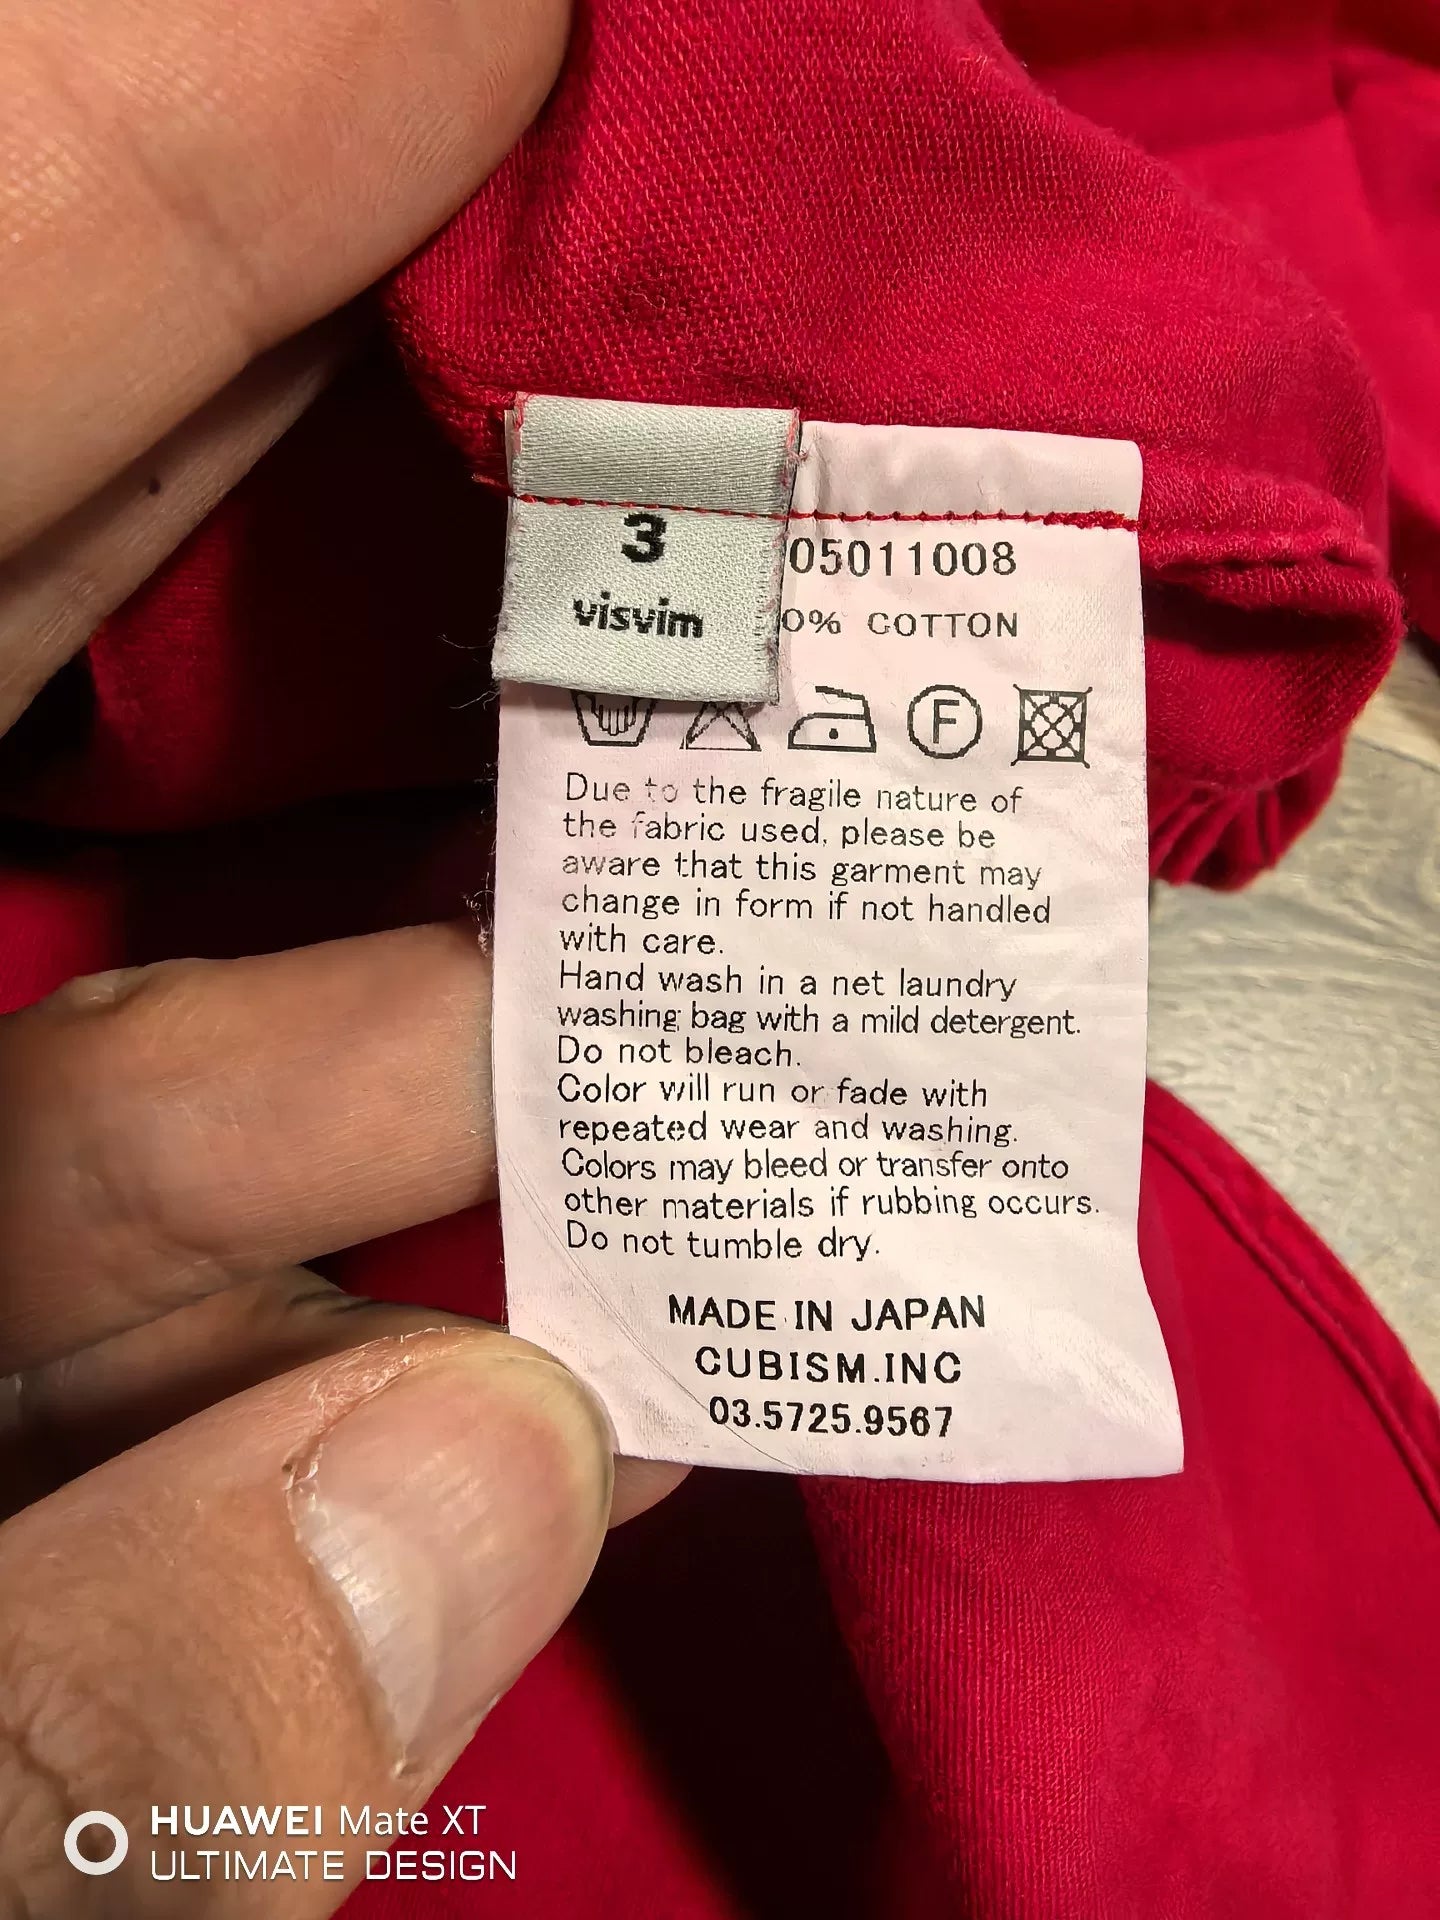 3
visvim
05011008
0% COTTON
F
Due to the fragile nature of
the fabric used, please be
aware that this garment may
change in form if not handled
with care.
Hand wash in a net laundry
washing bag with a mild detergent.
Do not bleach.
Color will run or fade with
repeated wear and washing.
Colors may bleed or transfer onto
other materials if rubbing occurs.
Do not tumble dry.
MADE IN JAPAN
CUBISM.INC
03.5725.9567
HUAWEI Mate XT
ULTIMATE DESIGN